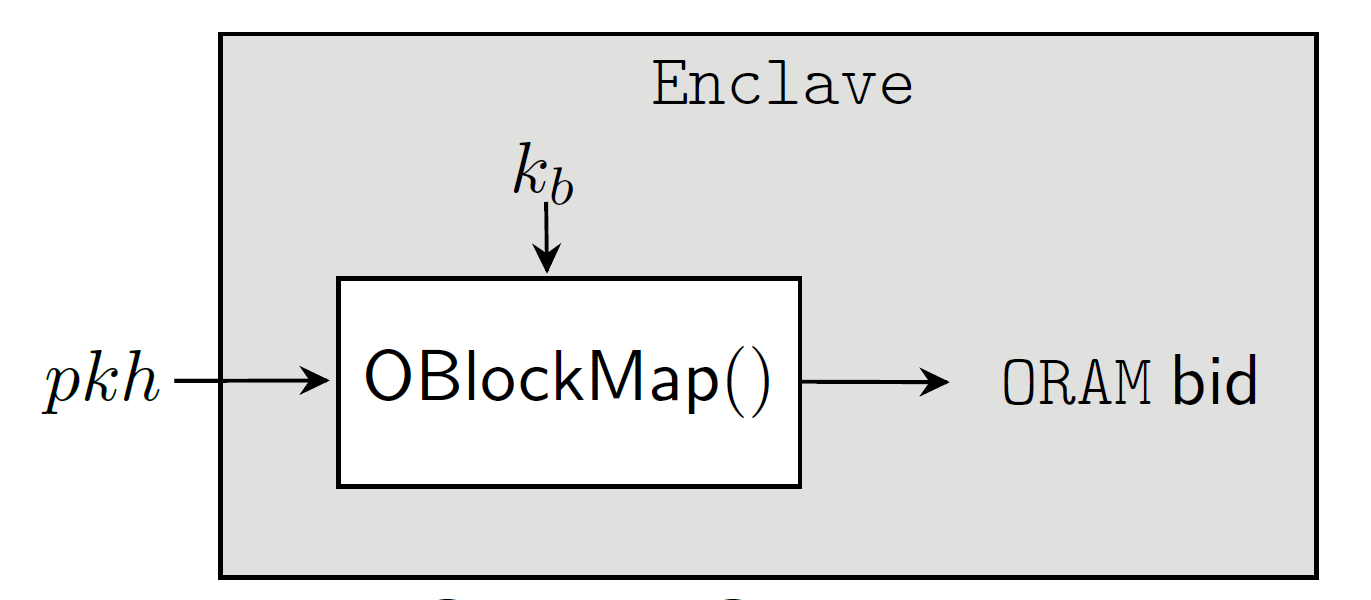 Enclave
k_b
pkh
OBlockMap()
ORAM bid